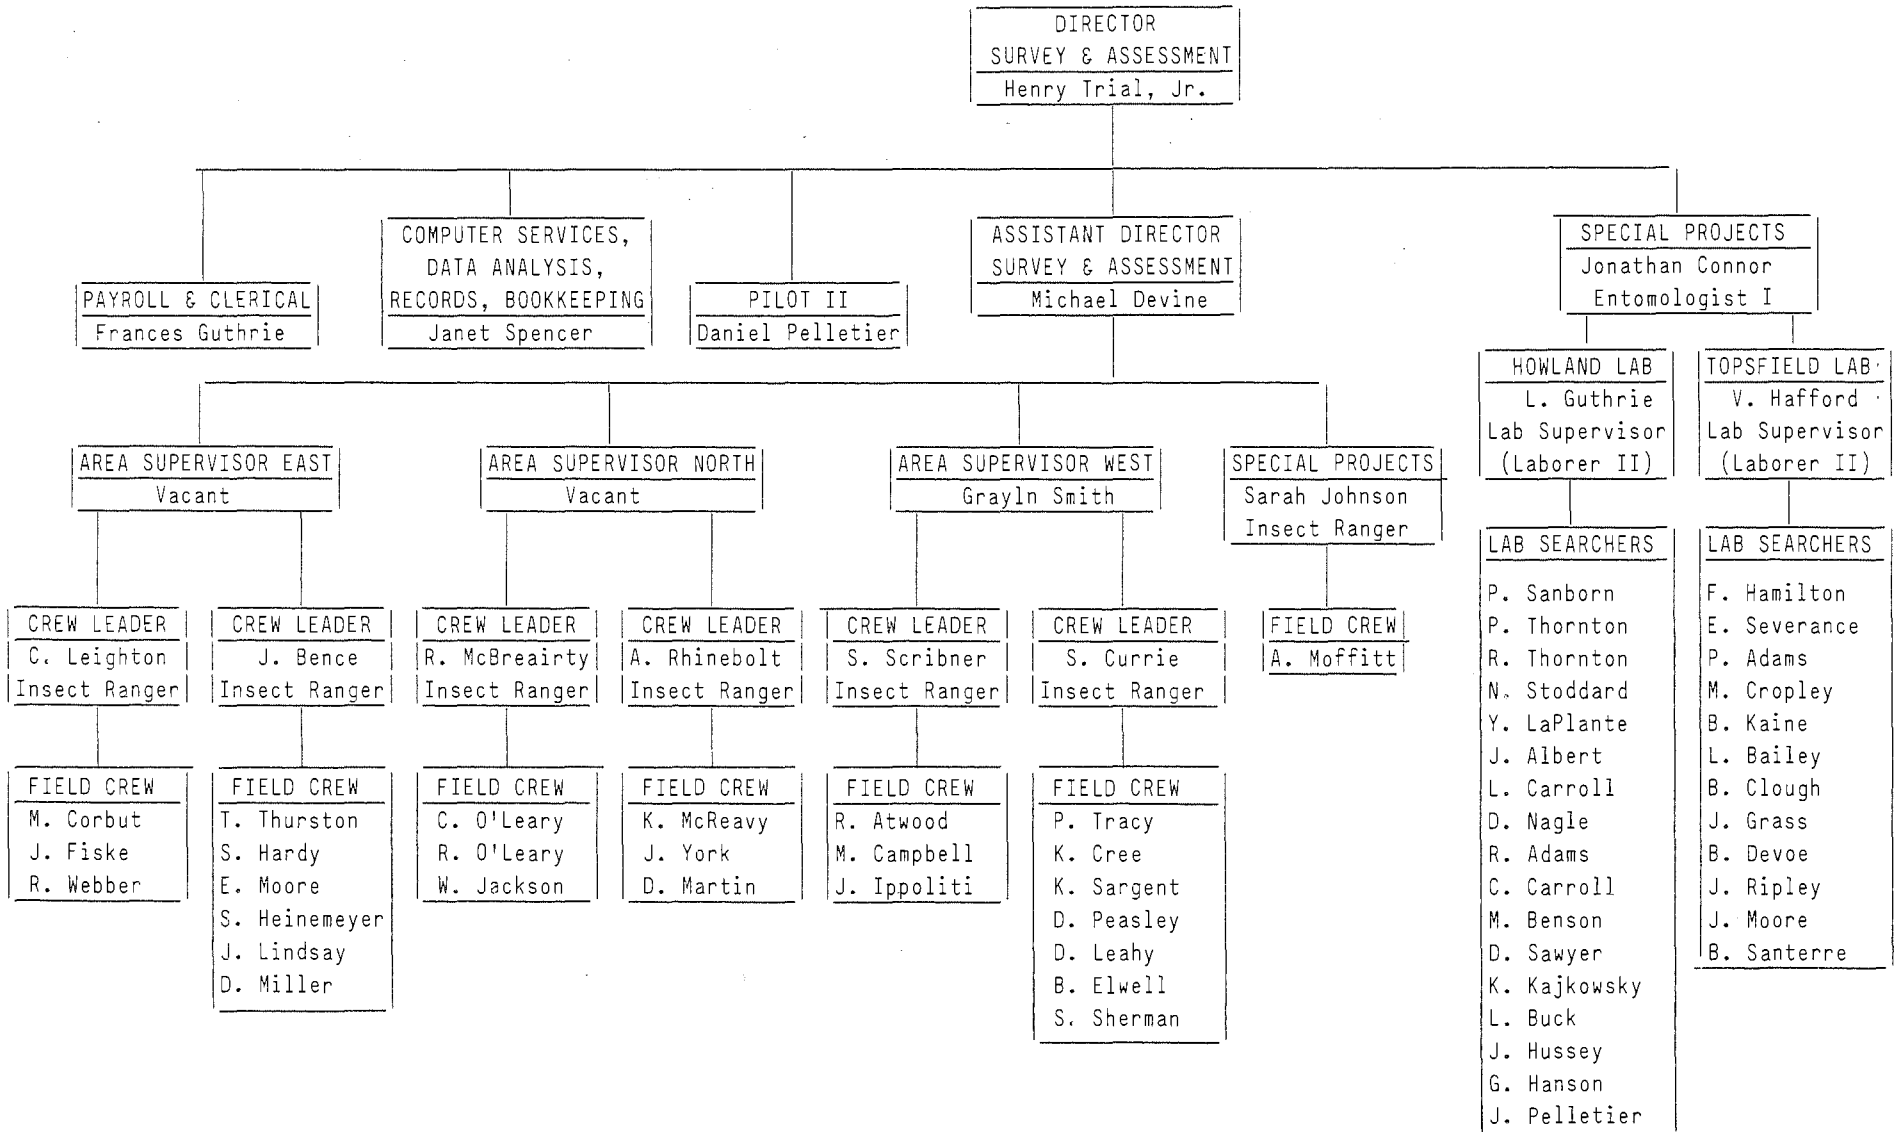 DIRECTOR
SURVEY & ASSESSMENT
Henry Trial, Jr.
PAYROLL & CLERICAL
Frances Guthrie
COMPUTER SERVICES,
DATA ANALYSIS,
RECORDS, BOOKKEEPING
Janet Spencer
PILOT II
Daniel Pelletier
ASSISTANT DIRECTOR
SURVEY & ASSESSMENT
Michael Devine
SPECIAL PROJECTS
Jonathan Connor
Entomologist I
AREA SUPERVISOR EAST
Vacant
AREA SUPERVISOR NORTH
Vacant
AREA SUPERVISOR WEST
Grayln Smith
SPECIAL PROJECTS
Sarah Johnson
Insect Ranger
HOWLAND LAB
L. Guthrie
Lab Supervisor
(Laborer II)
TOPSFIELD LAB
V. Hafford
Lab Supervisor
(Laborer II)
CREW LEADER
C. Leighton
Insect Ranger
CREW LEADER
J. Bence
Insect Ranger
CREW LEADER
R. McBreairty
Insect Ranger
CREW LEADER
A. Rhinebolt
Insect Ranger
CREW LEADER
S. Scribner
Insect Ranger
CREW LEADER
S. Currie
Insect Ranger
FIELD CREW
A. Moffitt
FIELD CREW
M. Corbut
J. Fiske
R. Webber
FIELD CREW
T. Thurston
S. Hardy
E. Moore
S. Heinemeyer
J. Lindsay
D. Miller
FIELD CREW
C. O'Leary
R. O'Leary
W. Jackson
FIELD CREW
K. McReavy
J. York
D. Martin
FIELD CREW
R. Atwood
M. Campbell
J. Ippoliti
FIELD CREW
P. Tracy
K. Cree
K. Sargent
D. Peasley
D. Leahy
B. Elwell
S. Sherman
LAB SEARCHERS
P. Sanborn
P. Thornton
R. Thornton
N. Stoddard
Y. LaPlante
J. Albert
L. Carroll
D. Nagle
R. Adams
C. Carroll
M. Benson
D. Sawyer
K. Kajkowsky
L. Buck
J. Hussey
G. Hanson
J. Pelletier
LAB SEARCHERS
F. Hamilton
E. Severance
P. Adams
M. Cropley
B. Kaine
L. Bailey
B. Clough
J. Grass
B. Devoe
J. Ripley
J. Moore
B. Santerre